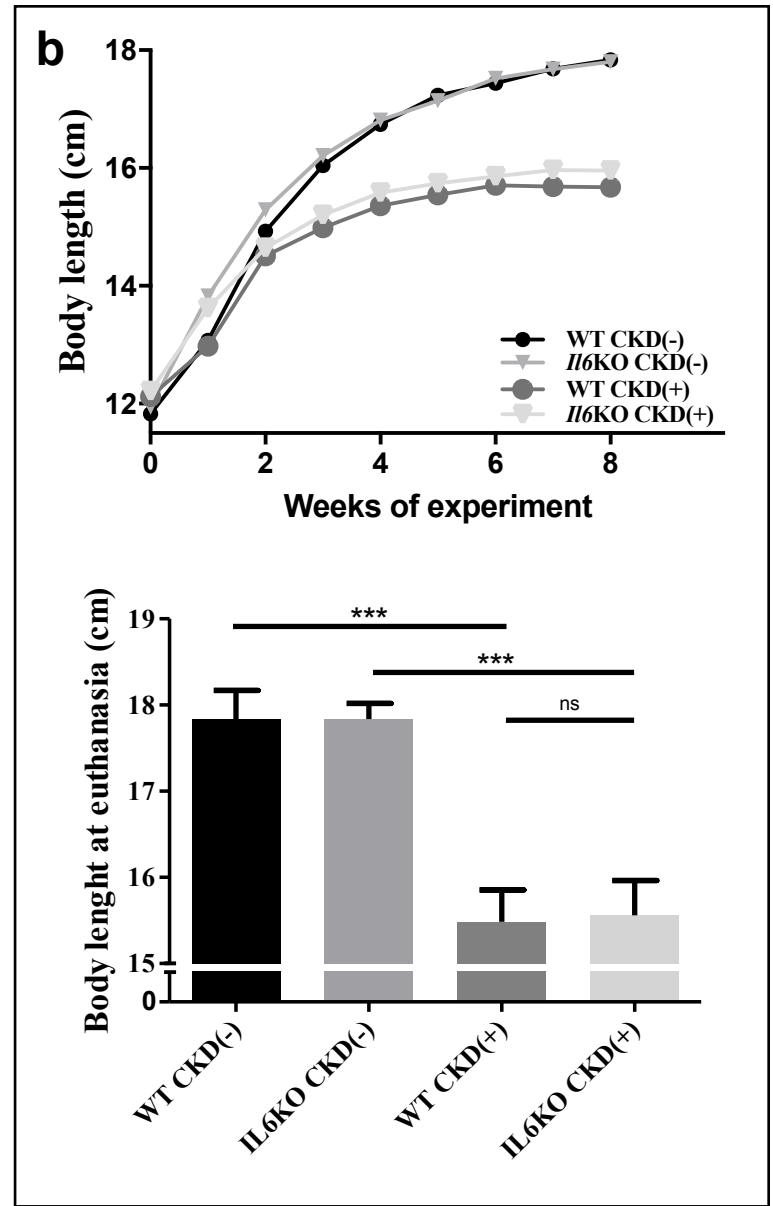 b
Body length (cm)
18
16
14
12
0
2
4
6
8
Weeks of experiment
WT CKD(-)
Il6KO CKD(-)
WT CKD(+)
Il6KO CKD(+)
Body lenght at euthanasia (cm)
19
18
17
16
15
0
***
***
ns
WT CKD(-)
IL6KO CKD(-)
WT CKD(+)
IL6KO CKD(+)